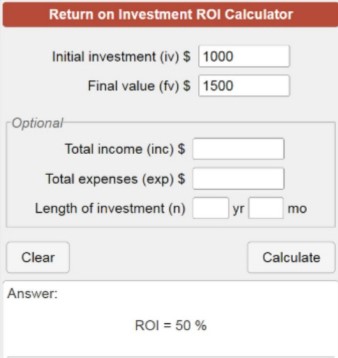 Return on Investment ROI Calculator
Initial investment (iv) $ 1000
Final value (fv) $ 1500
Optional
Total income (inc) $
Total expenses (exp) $
Length of investment (n) yr mo
Clear Calculate
Answer:
ROI = 50 %